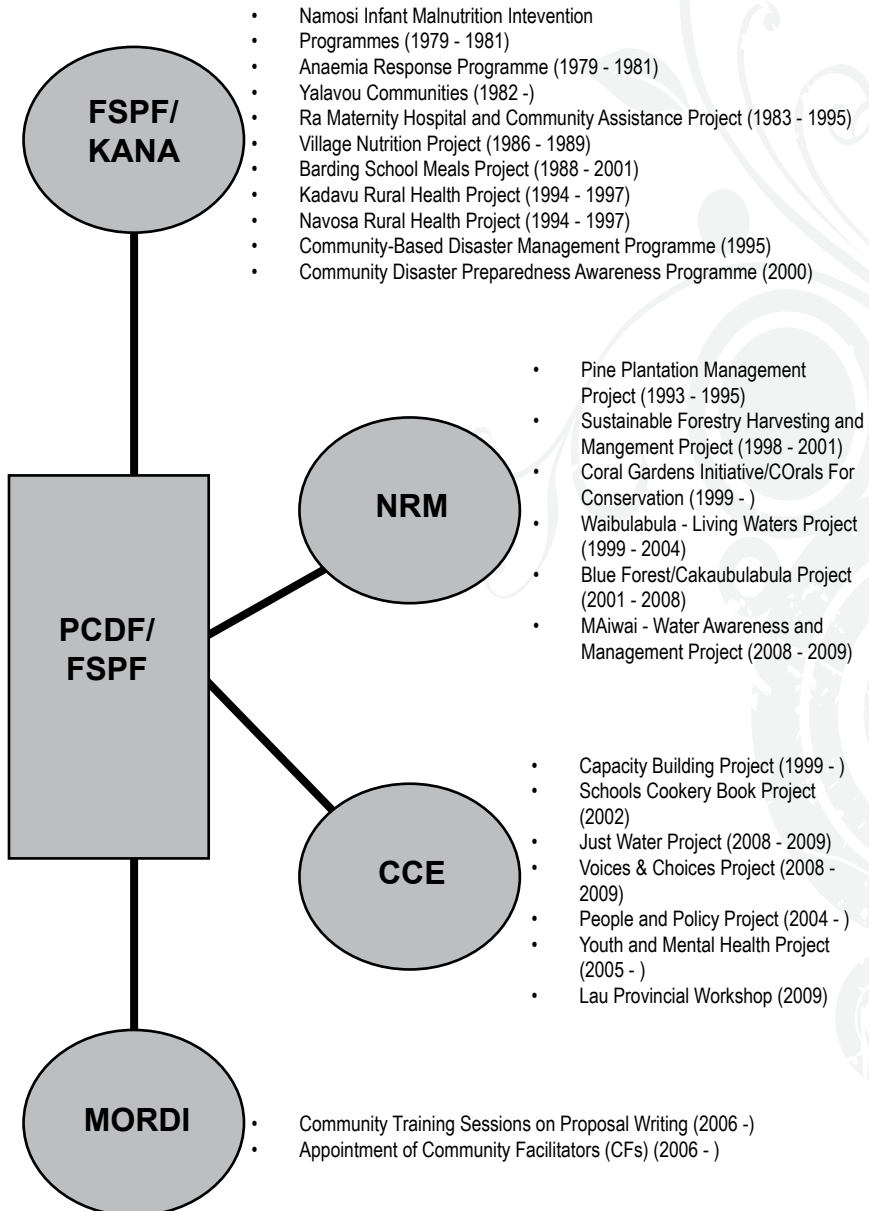 FSPF/
KANA
• Namosi Infant Malnutrition Intevention
• Programmes (1979 - 1981)
• Anaemia Response Programme (1979 - 1981)
• Yalavou Communities (1982 -)
• Ra Maternity Hospital and Community Assistance Project (1983 - 1995)
• Village Nutrition Project (1986 - 1989)
• Barding School Meals Project (1988 - 2001)
• Kadavu Rural Health Project (1994 - 1997)
• Navosa Rural Health Project (1994 - 1997)
• Community-Based Disaster Management Programme (1995)
• Community Disaster Preparedness Awareness Programme (2000)
PCDF/
FSPF
NRM
• Pine Plantation Management
Project (1993 - 1995)
• Sustainable Forestry Harvesting and
Mangement Project (1998 - 2001)
• Coral Gardens Initiative/COrals For
Conservation (1999 - )
• Waibulabula - Living Waters Project
(1999 - 2004)
• Blue Forest/Cakaubulabula Project
(2001 - 2008)
• MAiwai - Water Awareness and
Management Project (2008 - 2009)
CCE
• Capacity Building Project (1999 - )
• Schools Cookery Book Project
(2002)
• Just Water Project (2008 - 2009)
• Voices & Choices Project (2008 -
2009)
• People and Policy Project (2004 - )
• Youth and Mental Health Project
(2005 - )
• Lau Provincial Workshop (2009)
MORDI
• Community Training Sessions on Proposal Writing (2006 -)
• Appointment of Community Facilitators (CFs) (2006 - )